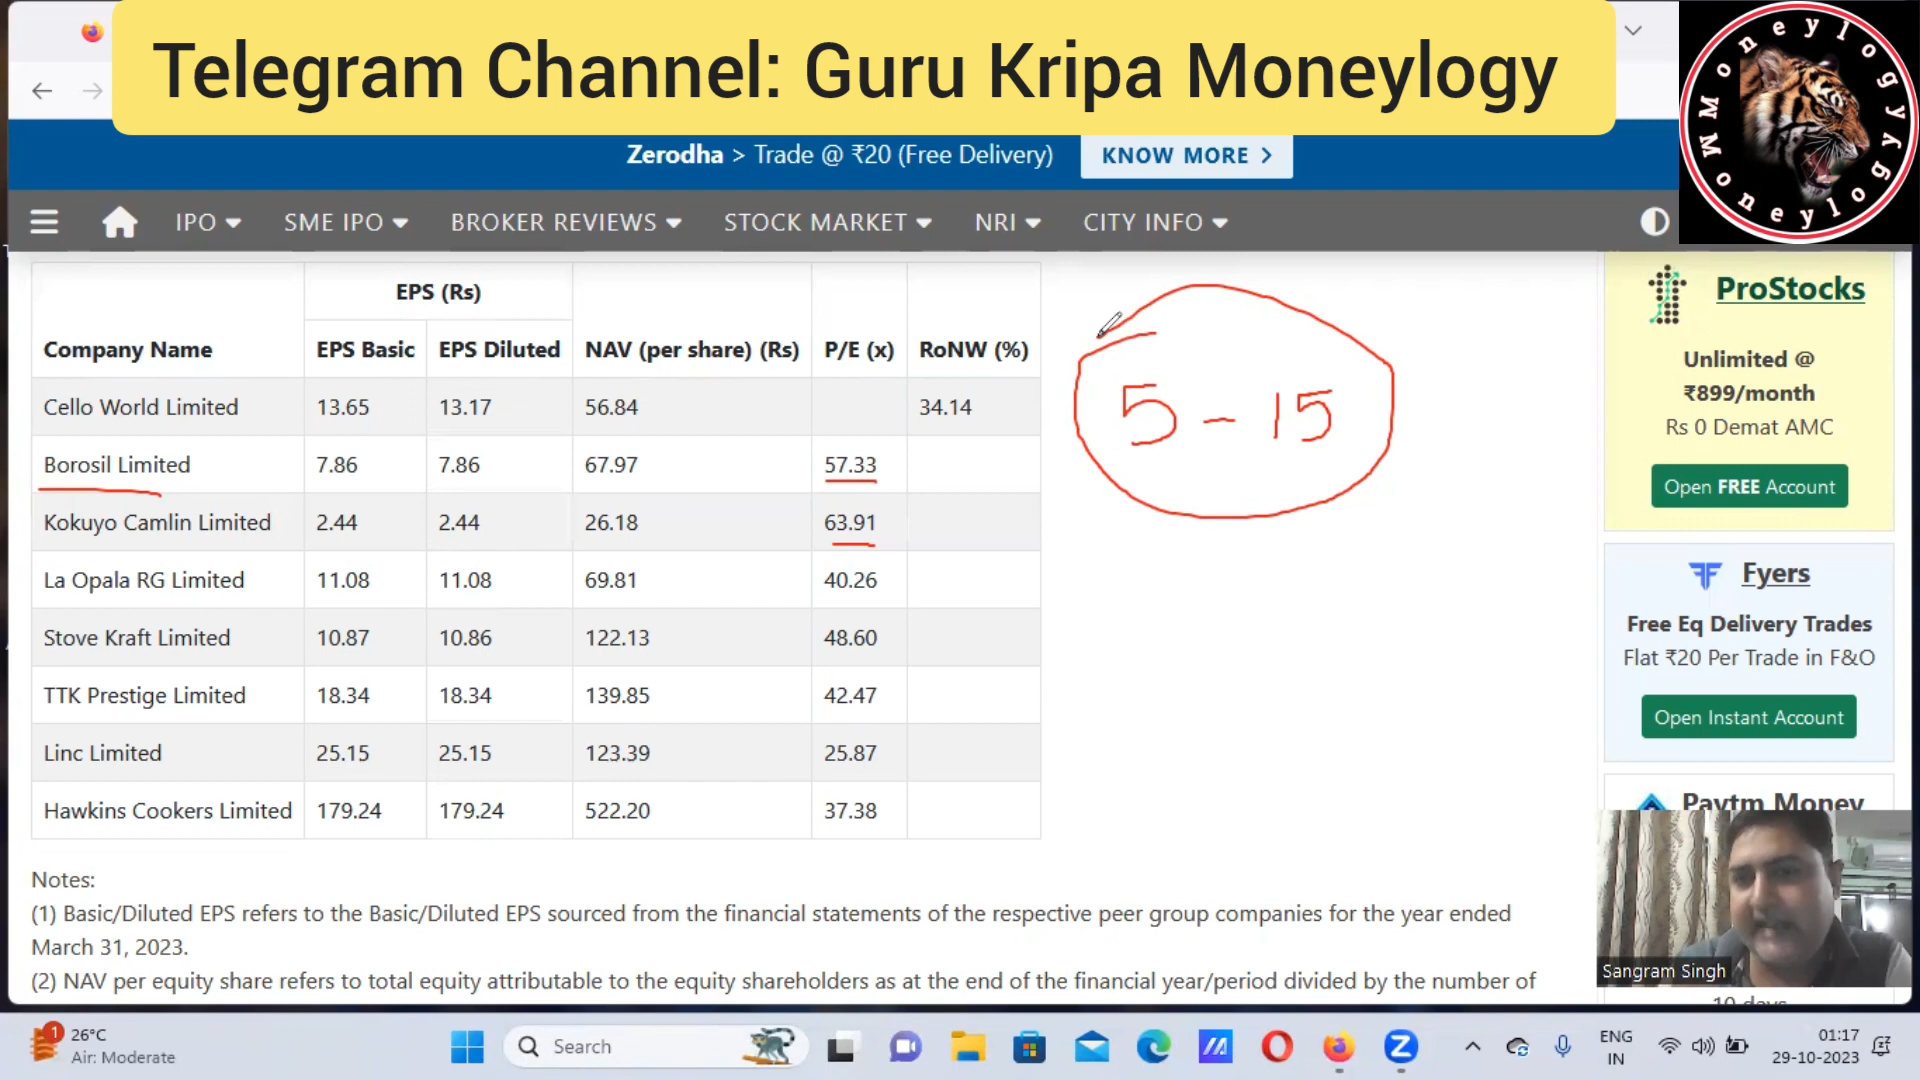 Telegram Channel: Guru Kripa Moneylogy
Moneylogyy Moneylogy
Zerodha > Trade @ ₹20 (Free Delivery) KNOW MORE >
IPO SME IPO BROKER REVIEWS STOCK MARKET NRI CITY INFO
Company Name EPS (Rs) NAV (per share) (Rs) P/E (x) RoNW (%)
EPS Basic EPS Diluted
Cello World Limited 13.65 13.17 56.84 34.14
Borosil Limited 7.86 7.86 67.97 57.33
Kokuyo Camlin Limited 2.44 2.44 26.18 63.91
La Opala RG Limited 11.08 11.08 69.81 40.26
Stove Kraft Limited 10.87 10.86 122.13 48.60
TTK Prestige Limited 18.34 18.34 139.85 42.47
Linc Limited 25.15 25.15 123.39 25.87
Hawkins Cookers Limited 179.24 179.24 522.20 37.38
5 - 15
Notes:
(1) Basic/Diluted EPS refers to the Basic/Diluted EPS sourced from the financial statements of the respective peer group companies for the year ended
March 31, 2023.
(2) NAV per equity share refers to total equity attributable to the equity shareholders as at the end of the financial year/period divided by the number of
ProStocks
Unlimited @
₹899/month
Rs 0 Demat AMC
Open FREE Account
Fyers
Free Eq Delivery Trades
Flat ₹20 Per Trade in F&O
Open Instant Account
Paytm Money
Sangram Singh
10 days
1
26°C
Air: Moderate
Search
ENG
IN
01:17
29-10-2023